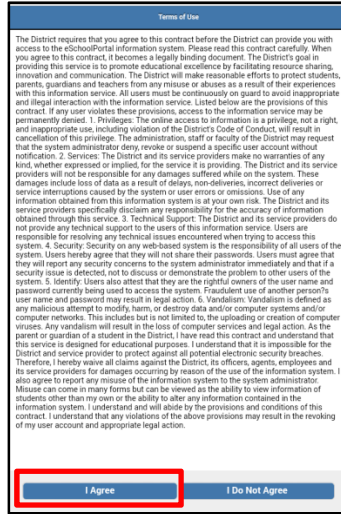 Terms of Use
The District requires that you agree to this contract before the District can provide you with
access to the eSchoolPortal information system. Please read this contract carefully. When
you agree to this contract, it becomes a legally binding document. The District's goal in
providing this service is to promote educational excellence by facilitating resource sharing,
innovation and communication. The District will make reasonable efforts to protect students,
parents, guardians and teachers from any misuse or abuses as a result of their experiences
with this information service. All users must be continuously on guard to avoid inappropriate
and illegal interaction with the information service. Listed below are the provisions of this
contract. If any user violates these provisions, access to the information service may be
permanently denied. 1. Privileges: The online access to information is a privilege, not a right,
and inappropriate use, including violation of the District's Code of Conduct, will result in
cancellation of this privilege. The administration, staff or faculty of the District may request
that the system administrator deny, revoke or suspend a specific user account without
notification. 2. Services: The District and its service providers make no warranties of any
kind, whether expressed or implied, for the service it is providing. The District and its service
providers will not be responsible for any damages suffered while on the system. These
damages include loss of data as a result of delays, non-deliveries, incorrect deliveries or
service interruptions caused by the system or user errors or omissions. Use of any
information obtained from this information system is at your own risk. The District and its
service providers specifically disclaim any responsibility for the accuracy of information
obtained through this service. 3. Technical Support: The District and its service providers do
not provide any technical support to the users of this information service. Users are
responsible for resolving any technical issues encountered when trying to access this
system. 4. Security: Security on any web-based system is the responsibility of all users of the
system. Users hereby agree that they will not share their passwords. Users must agree that
they will report any security concerns to the system administrator immediately and that if a
security issue is detected, not to discuss or demonstrate the problem to other users of the
system. 5. Identify: Users also attest that they are the rightful owners of the user name and
password currently being used to access the system. Fraudulent use of another person?s
user name and password may result in legal action. 6. Vandalism: Vandalism is defined as
any malicious attempt to modify, harm, or destroy data and/or computer systems and/or
computer networks. This includes but is not limited to, the uploading or creation of computer
viruses. Any vandalism will result in the loss of computer services and legal action. As the
parent or guardian of a student in the District, I have read this contract and understand that
this service is designed for educational purposes. I understand that it is impossible for the
District and service provider to protect against all potential electronic security breaches.
Therefore, I hereby waive all claims against the District, its officers, agents, employees and
its service providers for damages occurring by reason of the use of the information system. I
also agree to report any misuse of the information system to the system administrator.
Misuse can come in many forms but can be viewed as the ability to view information of
students other than my own or the ability to alter any information contained in the
information system. I understand and will abide by the provisions and conditions of this
contract. I understand that any violations of the above provisions may result in the revoking
of my user account and appropriate legal action.
I Agree
I Do Not Agree